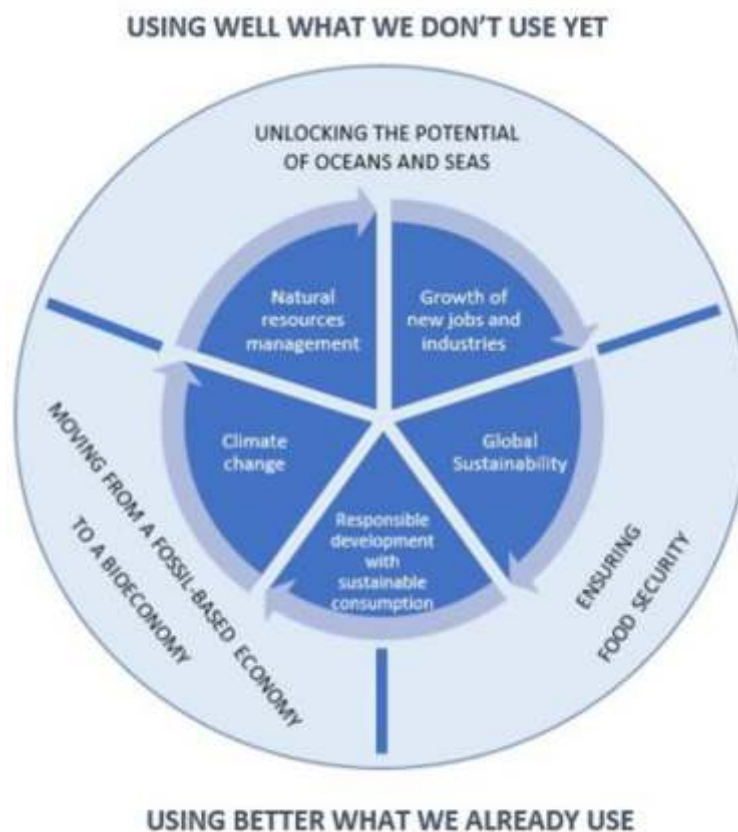 USING WELL WHAT WE DON'T USE YET
UNLOCKING THE POTENTIAL
OF OCEANS AND SEAS
Natural
resources
management
Growth of
new jobs and
industries
Climate
change
Global
Sustainability
Responsible
development
with
sustainable
consumption
MOVING FROM A FOSSIL-BASED ECONOMY
TO A BIOECONOMY
ENSURING
FOOD SECURITY
USING BETTER WHAT WE ALREADY USE